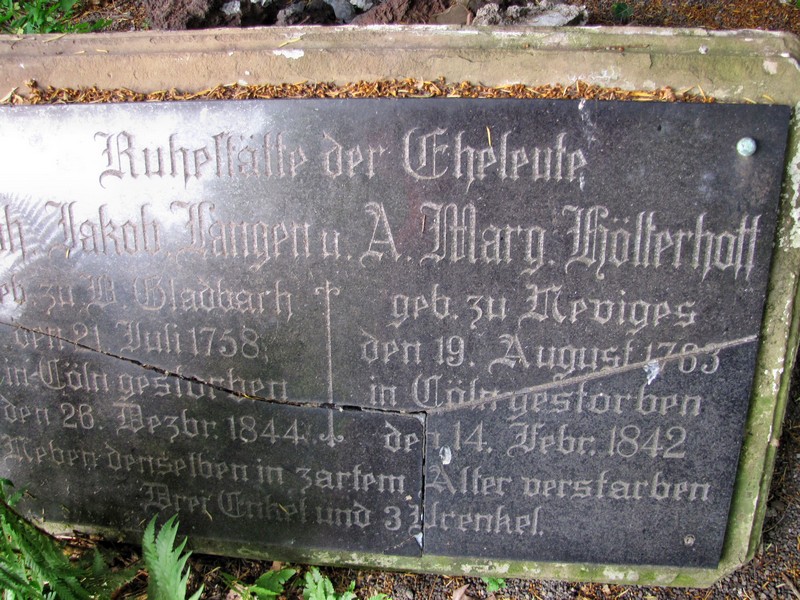 Ruhestätte der Eheleute
Jakob Langen u. A. Marg. Hölterhoff
geb. zu B. Gladbach
den 21. Juli 1758,
in Cöln gestorben
den 26. Dezbr. 1844.
geb. zu Neviges
den 19. August 1763
in Cöln gestorben
den 14. Febr. 1842
Neben denselben in zartem Alter verstarben
Drei Enkel und 3 Urenkel.